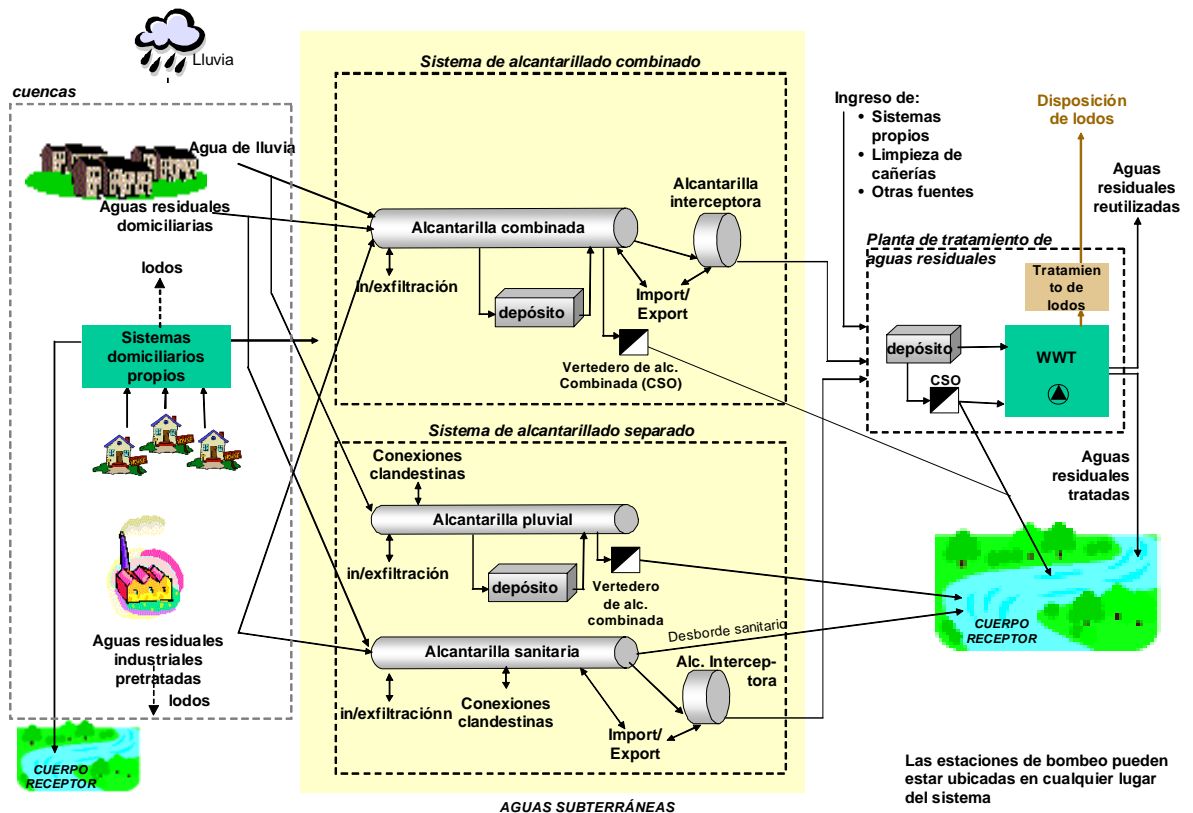 Lluvia
cuencas
Agua de lluvia
Aguas residuales
domiciliarias
lodos
Sistemas
domiciliarios
propios
Aguas residuales
industriales
pretratadas
lodos
CUERPO
RECEPTOR
Sistema de alcantarillado combinado
Alcantarilla combinada
Alcantarilla
interceptora
in/exfiltración
depósito
Import/
Export
Vertedero de alc.
Combinada (CSO)
Sistema de alcantarillado separado
Conexiones
clandestinas
Alcantarilla pluvial
in/exfiltración
depósito
Vertedero
de alc.
combinada
Desborde sanitario
Alcantarilla sanitaria
Alc. Intercep-
tora
in/exfiltraciónn
Conexiones
clandestinas
Import/
Export
AGUAS SUBTERRÁNEAS
Ingreso de:
• Sistemas
propios
• Limpieza de
cañerías
• Otras fuentes
Disposición
de lodos
Aguas
residuales
reutilizadas
Planta de tratamiento de
aguas residuales
Tratamien
to de
lodos
depósito
WWT
CSO
Aguas
residuales
tratadas
CUERPO
RECEPTOR
Las estaciones de bombeo pueden
estar ubicadas en cualquier lugar
del sistema